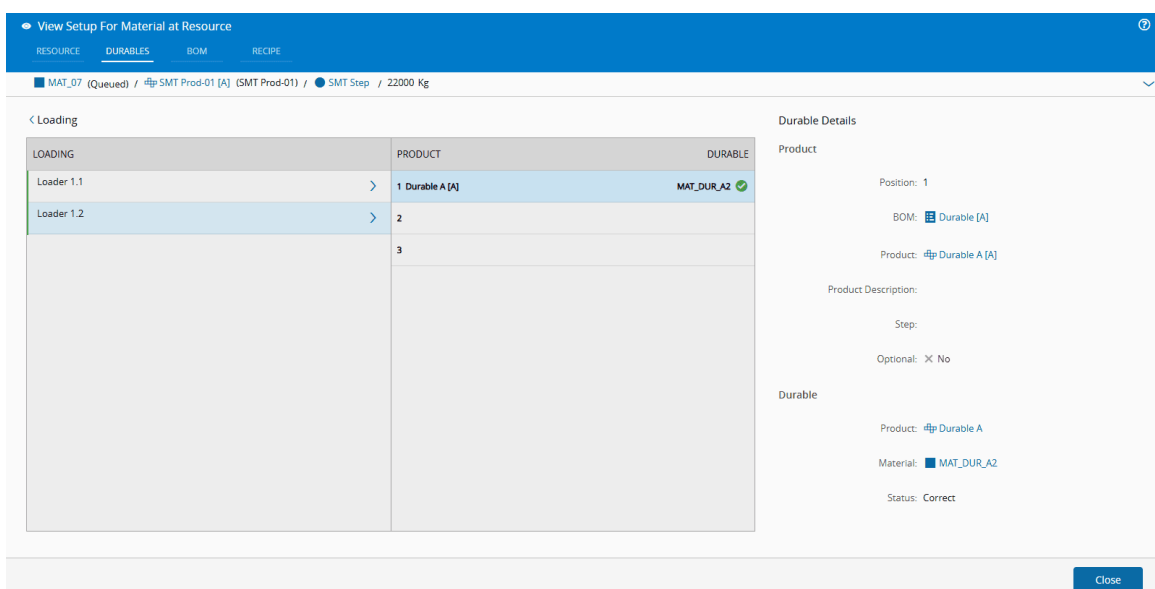 View Setup For Material at Resource
RESOURCE DURABLES BOM RECIPE
MAT_07 (Queued) / SMT Prod-01 [A] (SMT Prod-01) / SMT Step / 22000 Kg
Loading
LOADING
Loader 1.1
Loader 1.2
PRODUCT DURABLE
1 Durable A [A] MAT_DUR_A2
2
3
Durable Details
Product
Position: 1
BOM: Durable [A]
Product: Durable A [A]
Product Description:
Step:
Optional: No
Durable
Product: Durable A
Material: MAT_DUR_A2
Status: Correct
Close